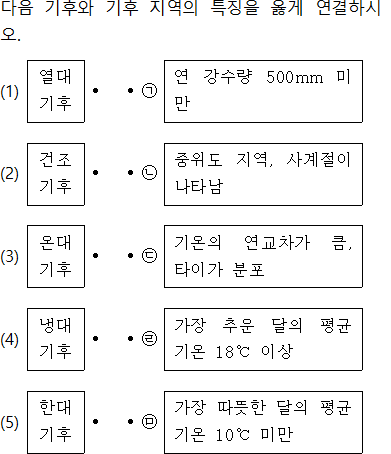 다음 기후와 기후 지역의 특징을 옳게 연결하시
오.
(1) 열대 기후 • • ㉠ 연 강수량 500mm 미
만
(2) 건조 기후 • • ㉡ 중위도 지역, 사계절이
나타남
(3) 온대 기후 • • ㉢ 기온의 연교차가 큼,
타이가 분포
(4) 냉대 기후 • • ㉣ 가장 추운 달의 평균
기온 18℃ 이상
(5) 한대 기후 • • ㉤ 가장 따뜻한 달의 평균
기온 10℃ 미만